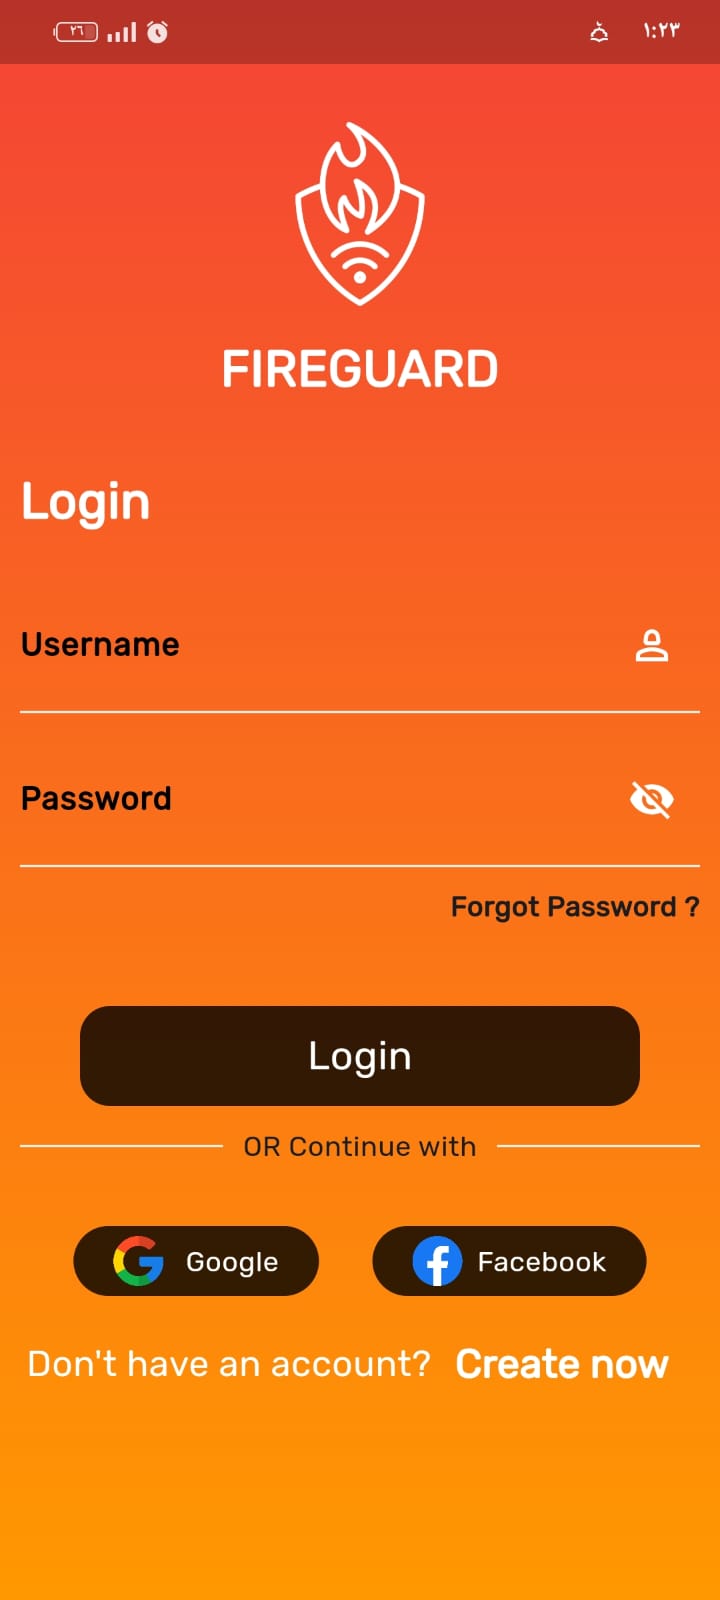 ٢٦ ١:٢٣
FIREGUARD
Login
Username
Password
Forgot Password ?
Login
OR Continue with
Google Facebook
Don't have an account? Create now